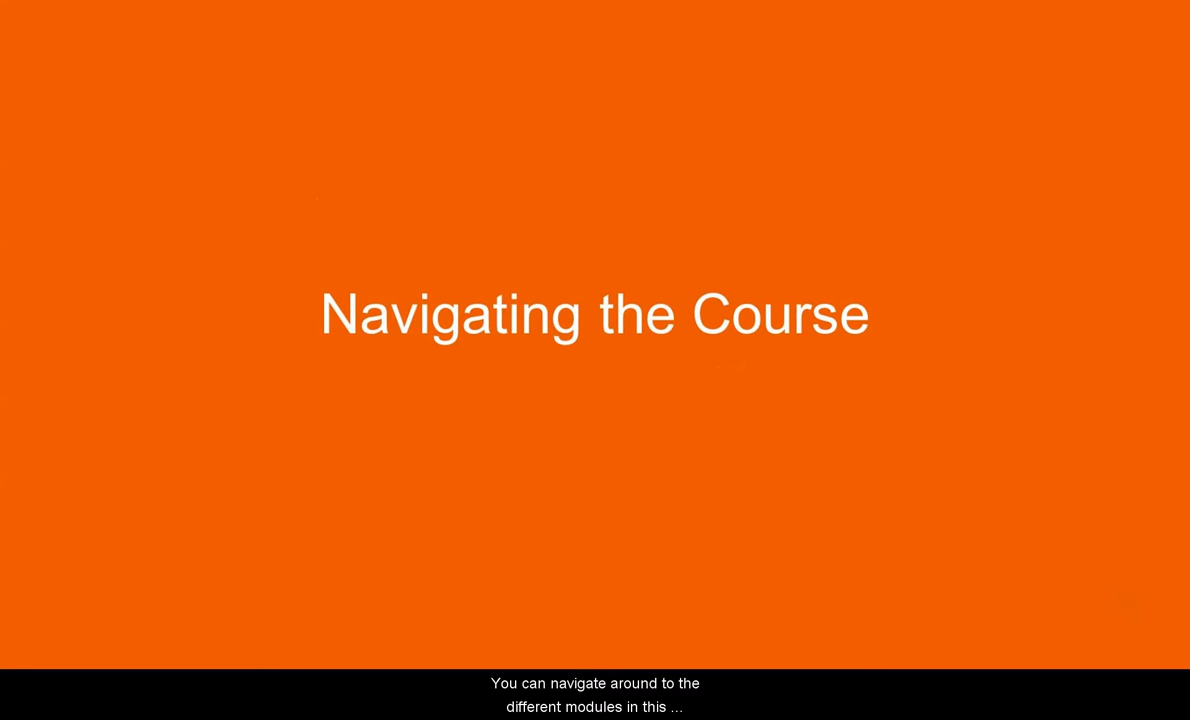 Navigating the Course
You can navigate around to the
different modules in this ...